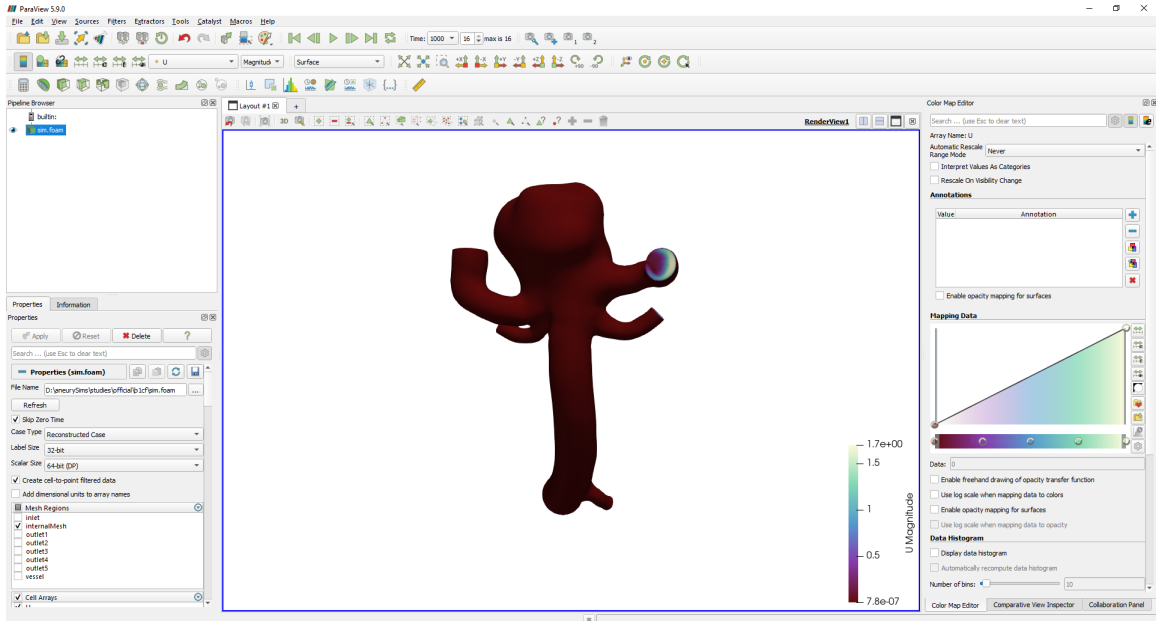 ParaView 5.9.0
File Edit View Sources Filters Extractors Tools Catalyst Macros Help
Time: 1000 16 max is 16
U Magnitud Surface
Pipeline Browser
builtin:
sim.foam
Layout #1
3D RenderView1
Properties Information
Properties
Apply Reset Delete ?
Search ... (use Esc to clear text)
Properties (sim.foam)
File Name D:\aneurySims\studies\official\b1cf\sim.foam ...
Refresh
Skip Zero Time
Case Type Reconstructed Case
Label Size 32-bit
Scalar Size 64-bit (DP)
Create cell-to-point filtered data
Add dimensional units to array names
Mesh Regions
inlet
internalMesh
outlet1
outlet2
outlet3
outlet4
outlet5
vessel
Cell Arrays
1.7e+00
1.5
1
0.5
7.8e-07
U Magnitude
Color Map Editor
Search ... (use Esc to clear text)
Array Name: U
Automatic Rescale Range Mode Never
Interpret Values As Categories
Rescale On Visibility Change
Annotations
Value Annotation
Enable opacity mapping for surfaces
Mapping Data
Data: 0
Enable freehand drawing of opacity transfer function
Use log scale when mapping data to colors
Enable opacity mapping for surfaces
Use log scale when mapping data to opacity
Data Histogram
Display data histogram
Automatically recompute data histogram
Number of bins: 10
Color Map Editor Comparative View Inspector Collaboration Panel